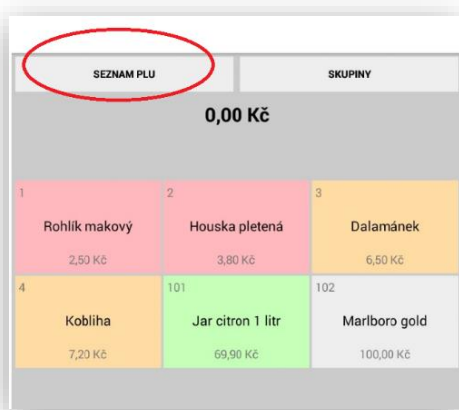 SEZNAM PLU
SKUPINY
0,00 Kč
1
2
3
Rohlík makový
Houska pletená
Dalamánek
2,50 Kč
3,80 Kč
6,50 Kč
4
101
102
Kobliha
Jar citron 1 litr
Marlboro gold
7,20 Kč
69,90 Kč
100,00 Kč